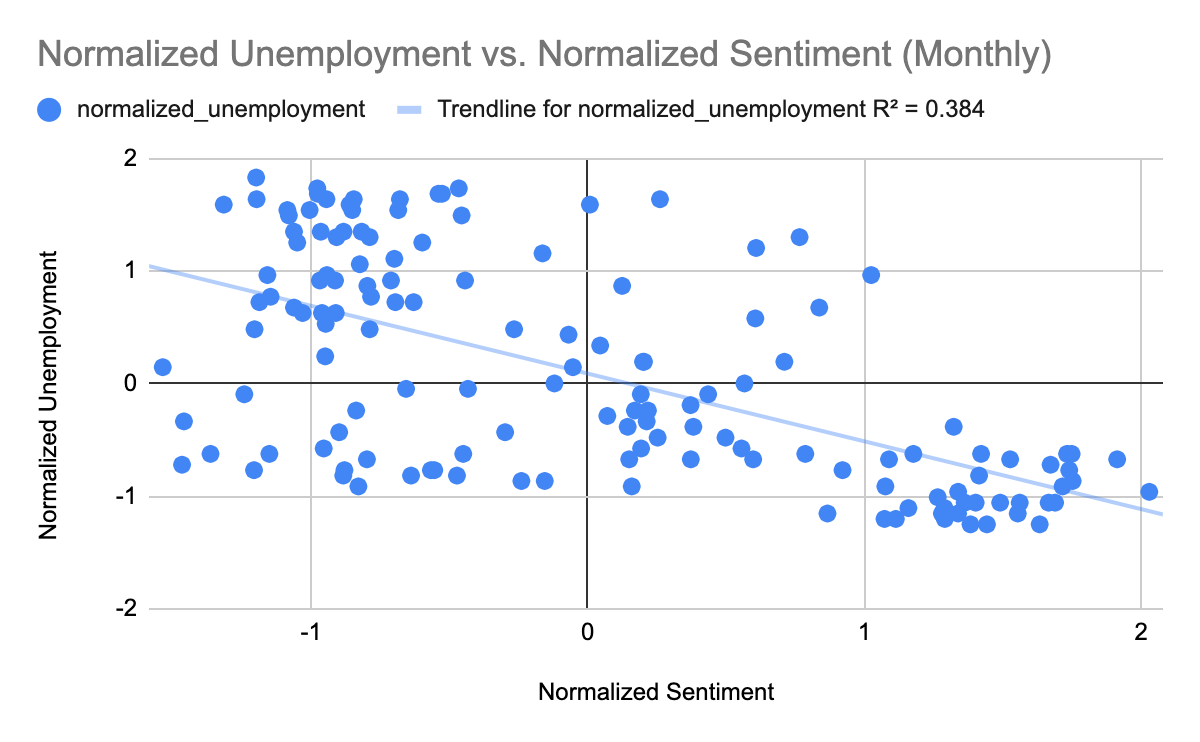 Normalized Unemployment vs. Normalized Sentiment (Monthly)
normalized_unemployment Trendline for normalized_unemployment R² = 0.384
2
1
0
-1
-2
Normalized Unemployment
-1 0 1 2
Normalized Sentiment